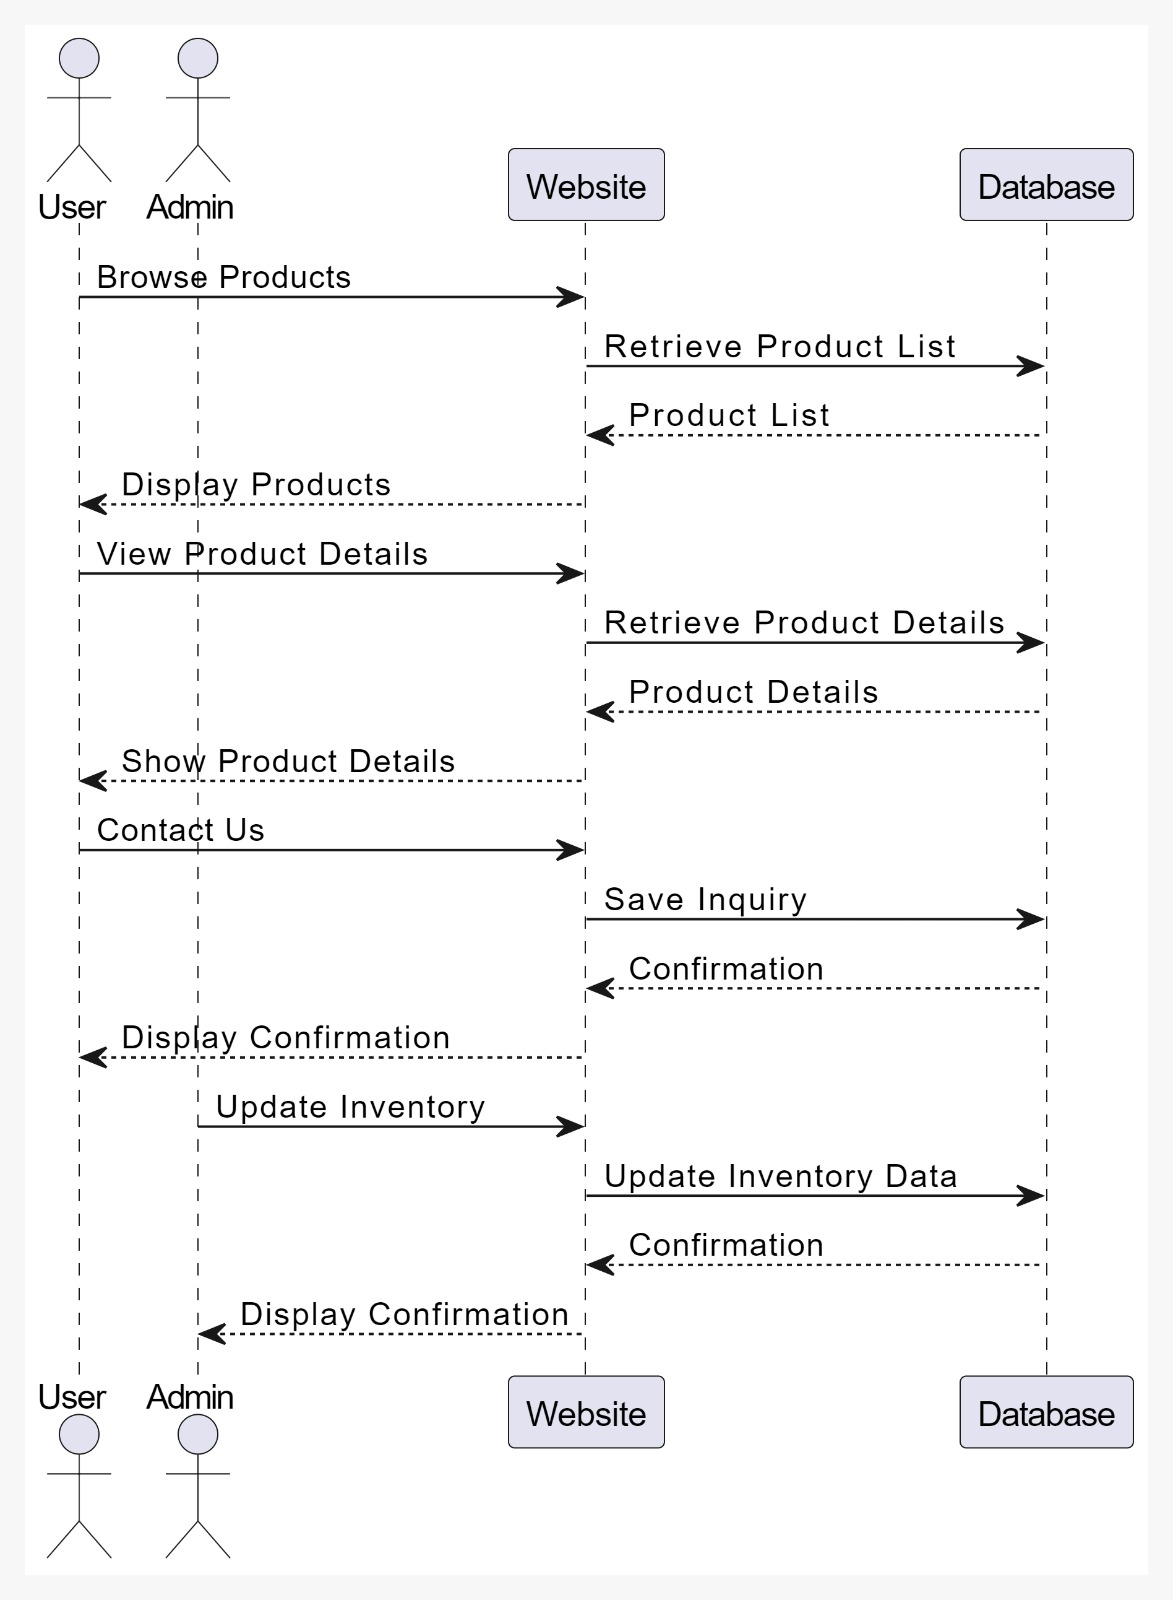 User
Admin
Website
Database
Browse Products
Retrieve Product List
Product List
Display Products
View Product Details
Retrieve Product Details
Product Details
Show Product Details
Contact Us
Save Inquiry
Confirmation
Display Confirmation
Update Inventory
Update Inventory Data
Confirmation
Display Confirmation
User
Admin
Website
Database